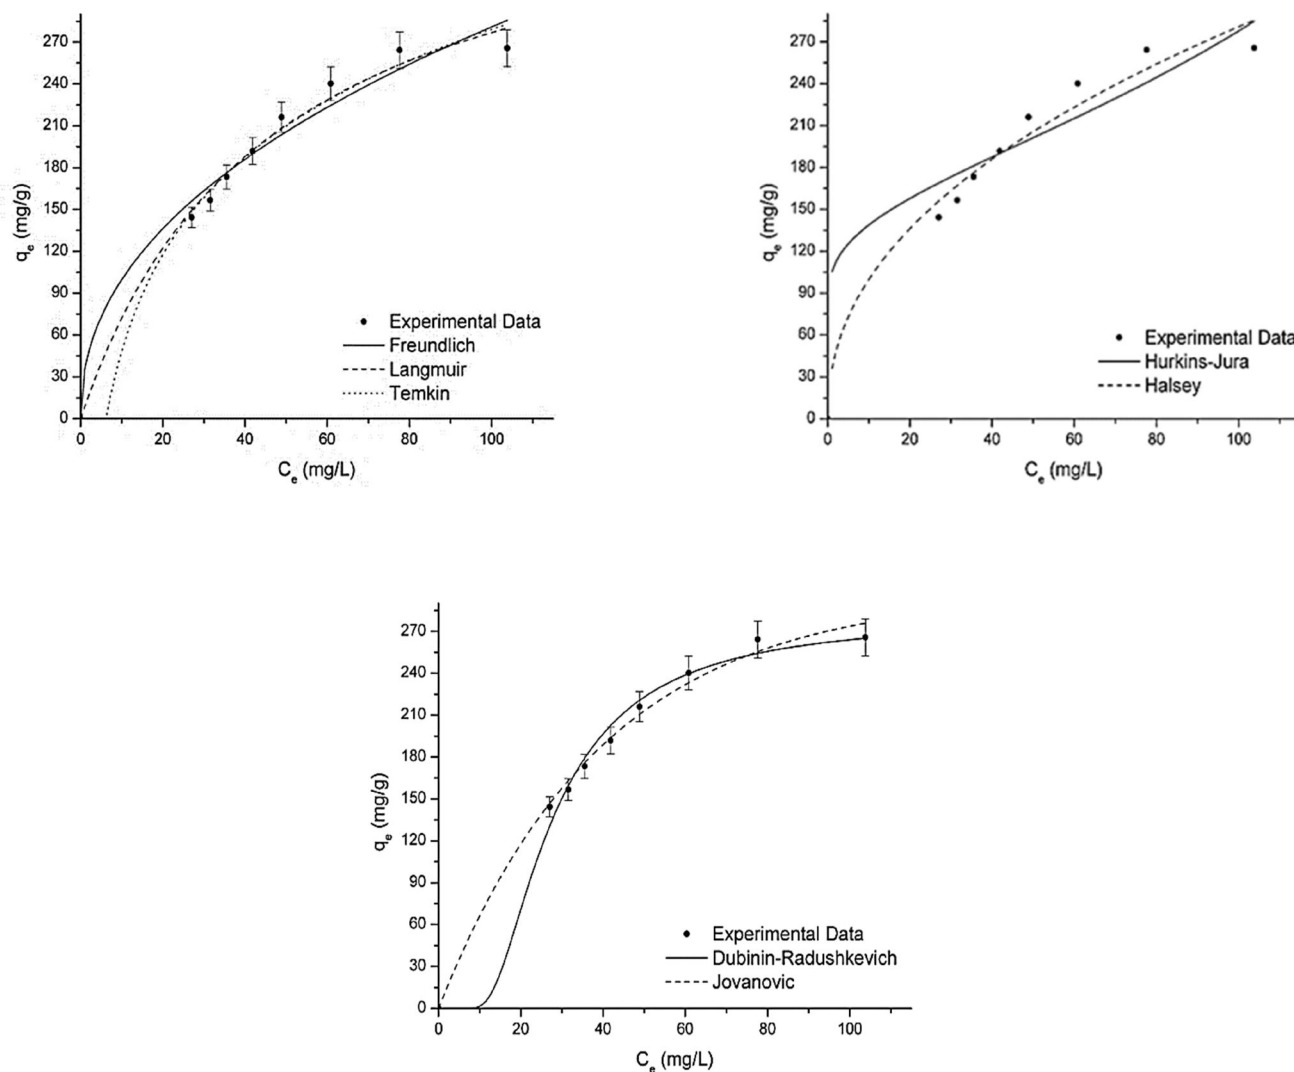 270
240
210
180
150
120
90
60
30
0
q_e (mg/g)
Experimental Data
Freundlich
Langmuir
Temkin
0 20 40 60 80 100
C_e (mg/L)
270
240
210
180
150
120
90
60
30
0
q_e (mg/g)
Experimental Data
Hurkins-Jura
Halsey
0 20 40 60 80 100
C_e (mg/L)
270
240
210
180
150
120
90
60
30
0
q_e (mg/g)
Experimental Data
Dubinin-Radushkevich
Jovanovic
0 20 40 60 80 100
C_e (mg/L)